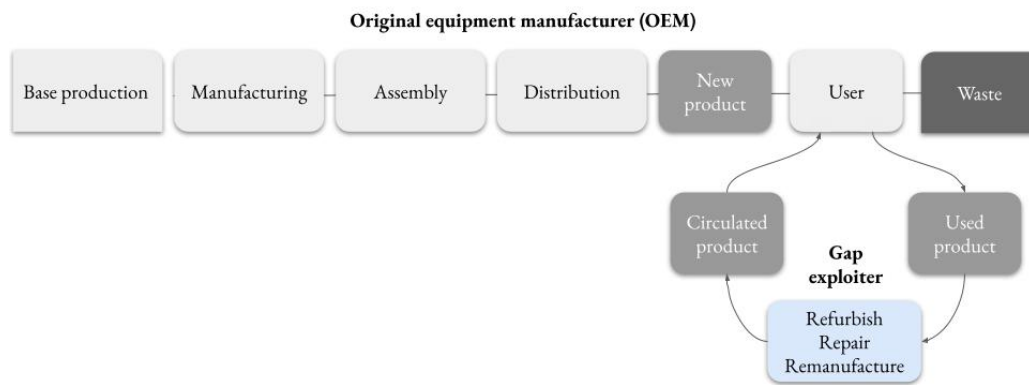 Original equipment manufacturer (OEM)
Base production
Manufacturing
Assembly
Distribution
New
product
User
Waste
Circulated
product
Used
product
Gap
exploiter
Refurbish
Repair
Remanufacture